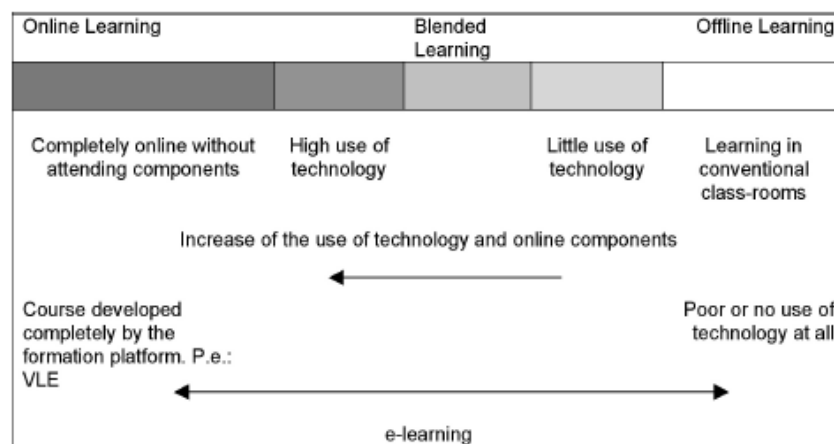 Online Learning
Blended
Learning
Offline Learning
Completely online without
attending components
High use of
technology
Little use of
technology
Learning in
conventional
class-rooms
Increase of the use of technology and online components
Course developed
completely by the
formation platform. P.e.:
VLE
Poor or no use of
technology at all
e-learning